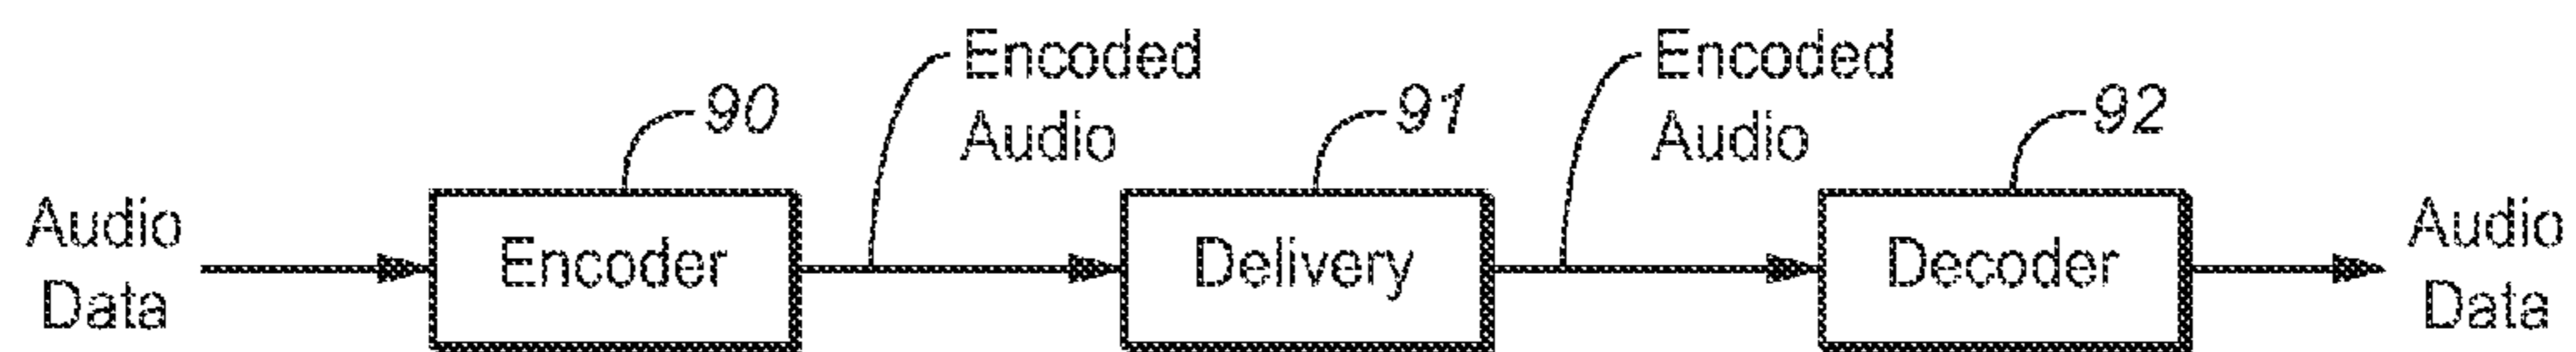 Encoded
Audio
Encoded
Audio
90
91
92
Audio
Data
Encoder
Delivery
Decoder
Audio
Data